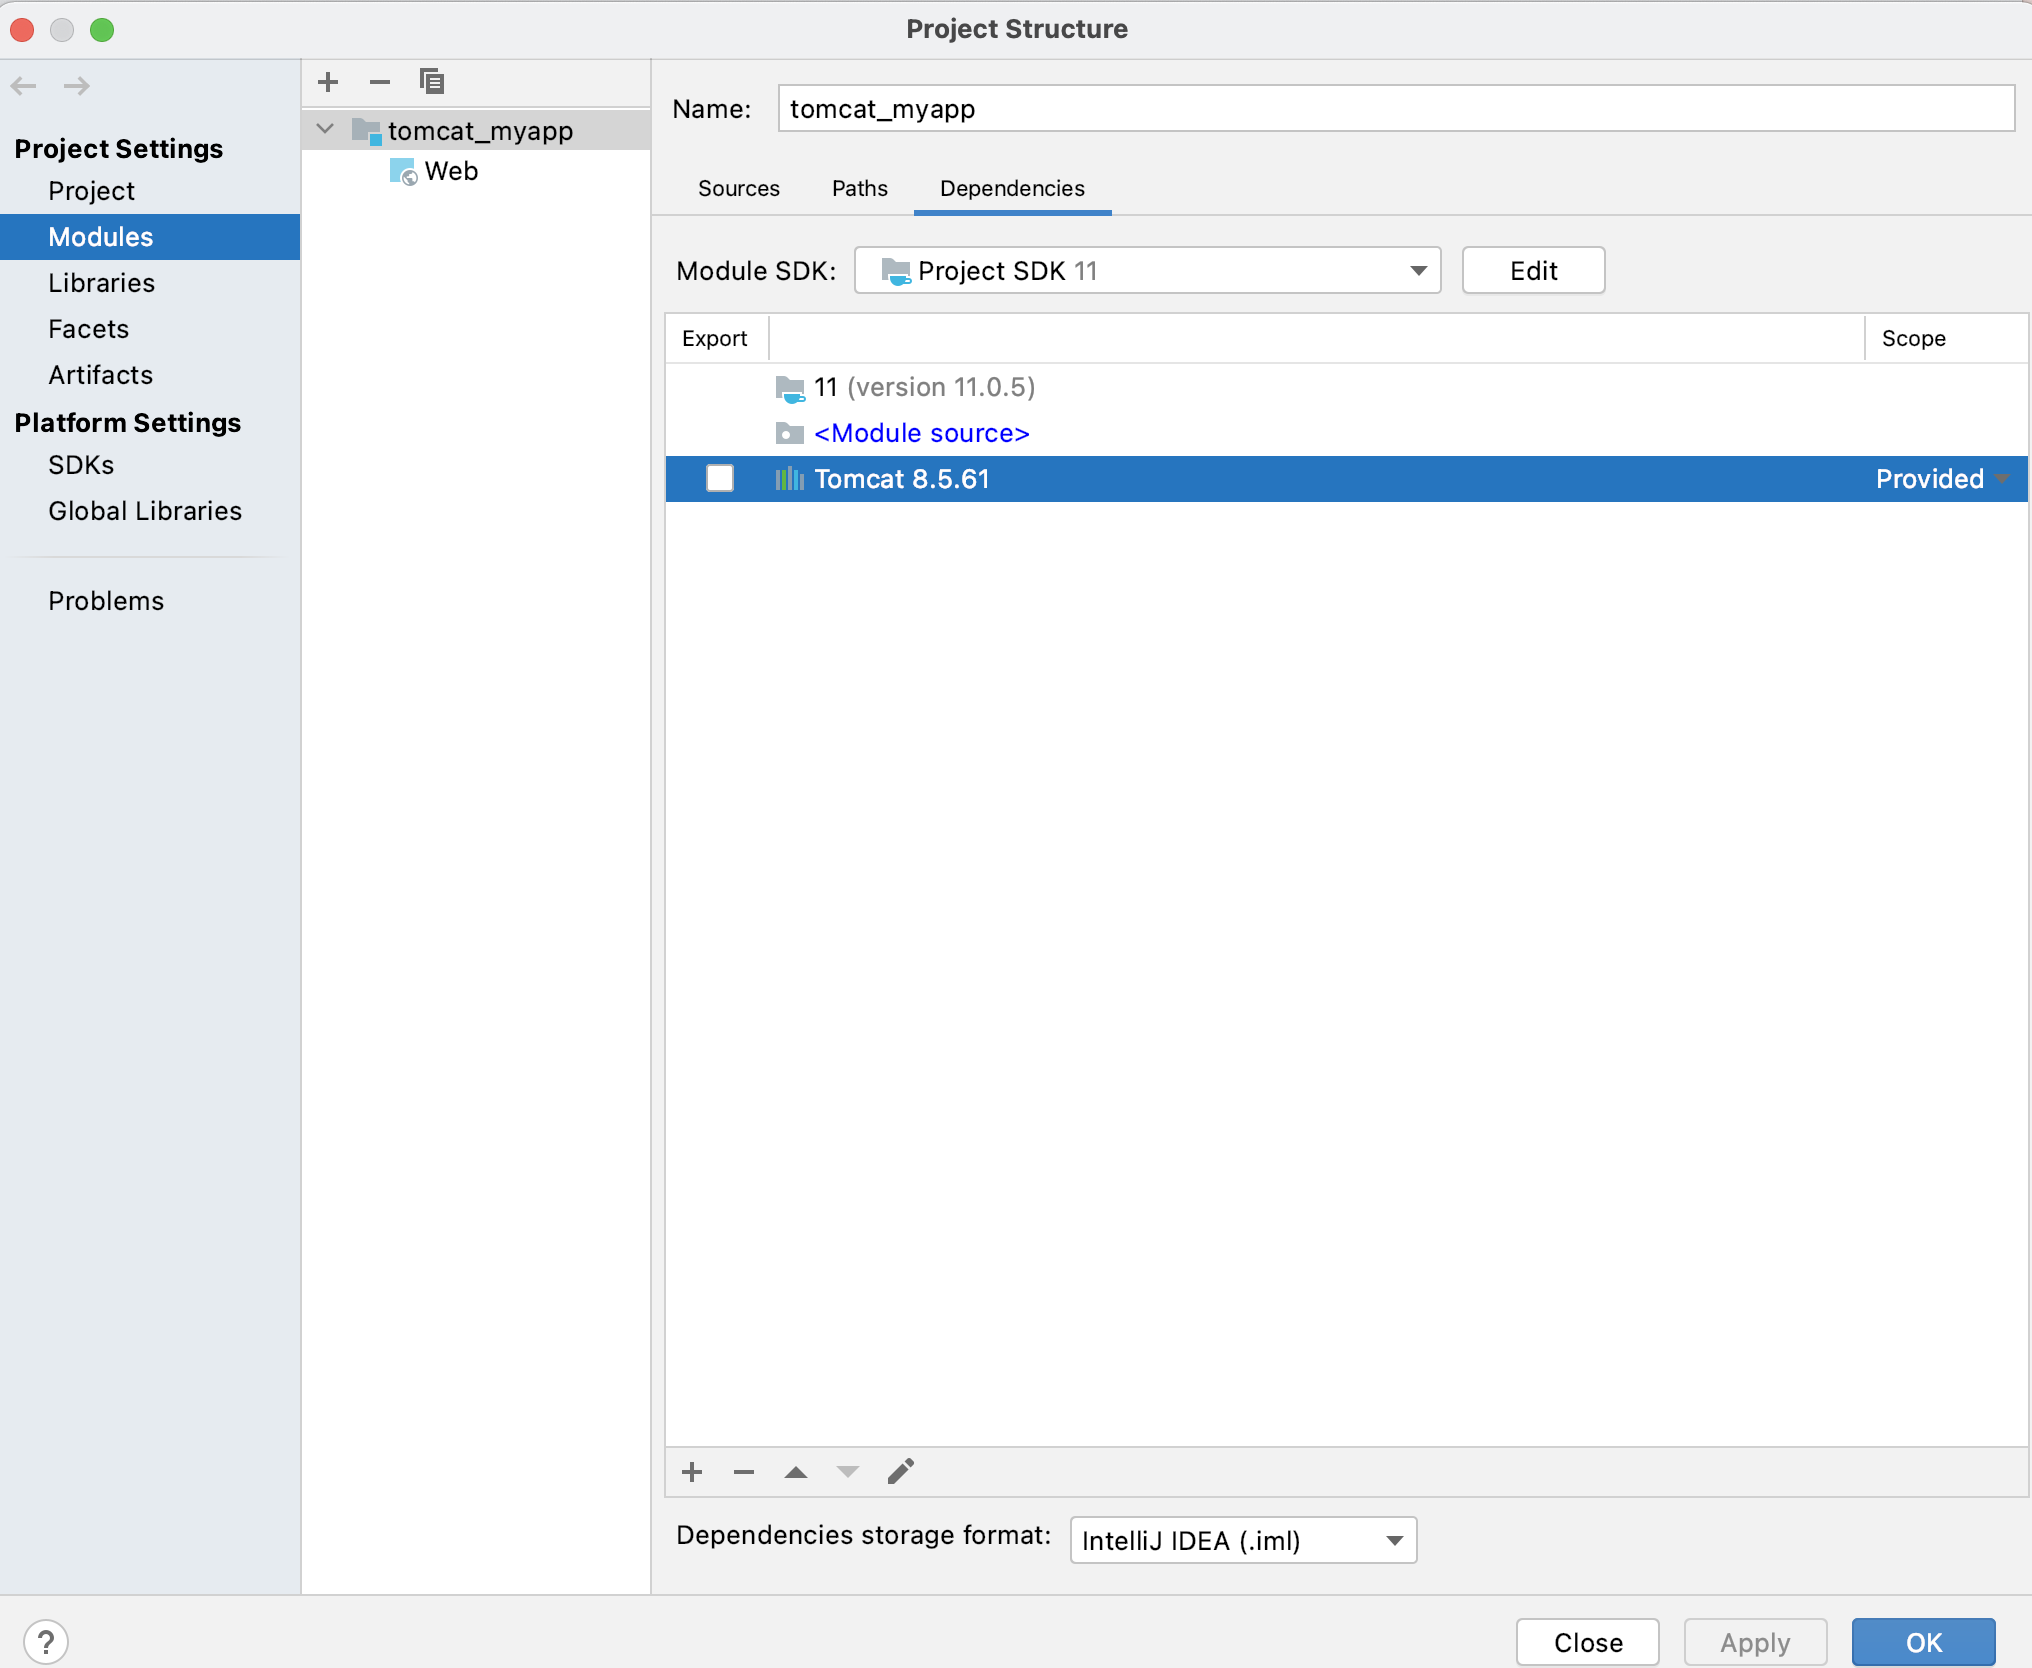 Project Structure
Project Settings
Project
Modules
Libraries
Facets
Artifacts
Platform Settings
SDKs
Global Libraries
Problems
tomcat_myapp
Web
Name: tomcat_myapp
Sources Paths Dependencies
Module SDK: Project SDK 11 Edit
Export Scope
11 (version 11.0.5)
<Module source>
Tomcat 8.5.61 Provided
Dependencies storage format: IntelliJ IDEA (.iml)
? Close Apply OK